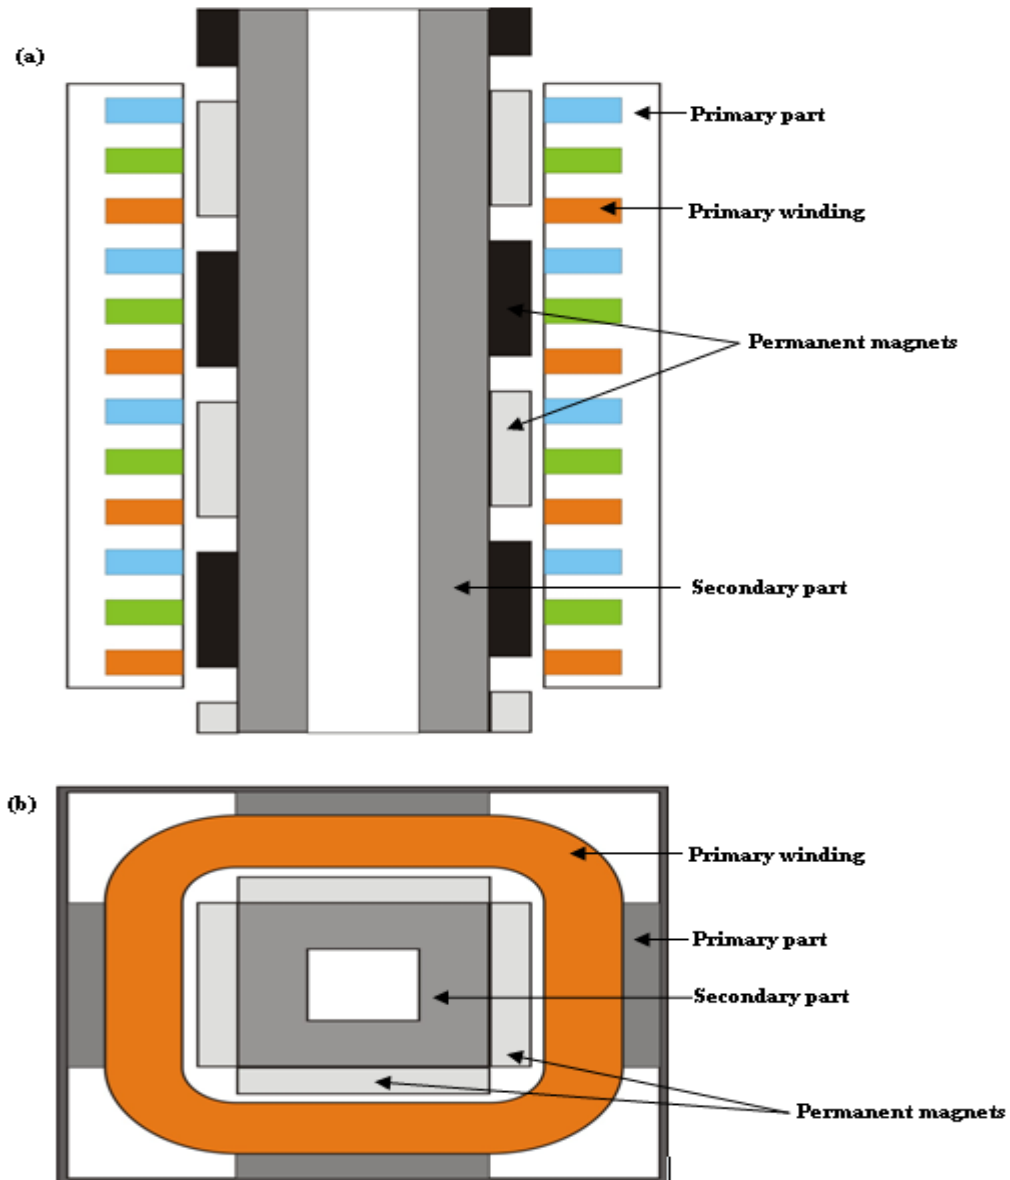 (a)
Primary part
Primary winding
Permanent magnets
Secondary part
(b)
Primary winding
Primary part
Secondary part
Permanent magnets